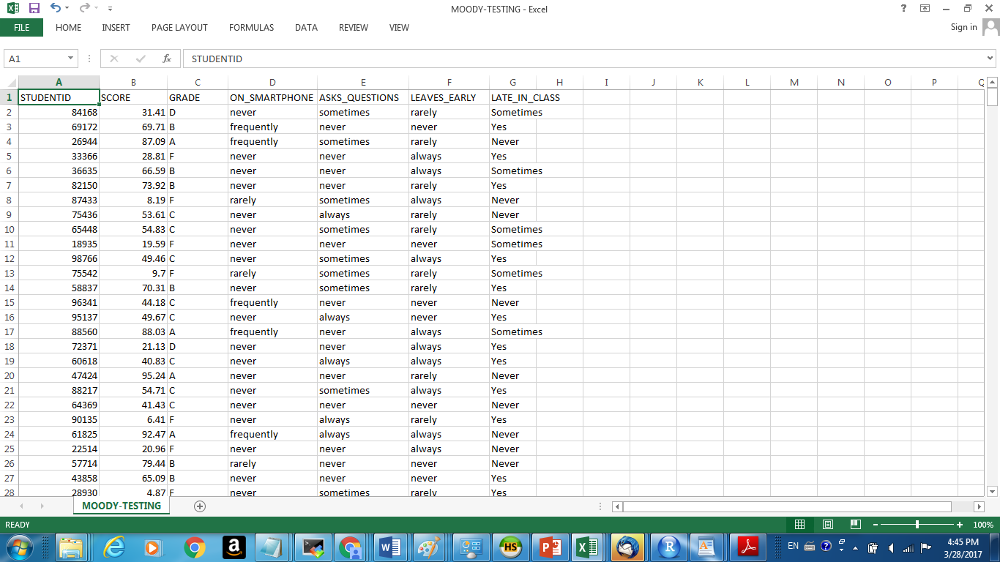 MOODY-TESTING - Excel
?
FILE HOME INSERT PAGE LAYOUT FORMULAS DATA REVIEW VIEW Sign in
A1 fx STUDENTID
A B C D E F G H I J K L M N O P Q
1 STUDENTID SCORE GRADE ON_SMARTPHONE ASKS_QUESTIONS LEAVES_EARLY LATE_IN_CLASS
2 84168 31.41 D never sometimes rarely Sometimes
3 69172 69.71 B frequently never never Yes
4 26944 87.09 A frequently sometimes rarely Never
5 33366 28.81 F never never always Yes
6 36635 66.59 B never never always Sometimes
7 82150 73.92 B never never rarely Yes
8 87433 8.19 F rarely sometimes always Never
9 75436 53.61 C never always rarely Never
10 65448 54.83 C never sometimes rarely Sometimes
11 18935 19.59 F never never never Sometimes
12 98766 49.46 C never sometimes always Yes
13 75542 9.7 F rarely sometimes rarely Sometimes
14 58837 70.31 B never sometimes rarely Yes
15 96341 44.18 C frequently never never Never
16 95137 49.67 C never always never Yes
17 88560 88.03 A frequently never always Sometimes
18 72371 21.13 D never never always Yes
19 60618 40.83 C never always always Yes
20 47424 95.24 A never never rarely Never
21 88217 54.71 C never sometimes always Yes
22 64369 41.43 C never never never Never
23 90135 6.41 F never always rarely Yes
24 61825 92.47 A frequently always always Never
25 22514 20.96 F never never always Never
26 57714 79.44 B rarely never never Never
27 43858 65.09 B never never never Yes
28 28930 4.87 F never sometimes rarely Yes
MOODY-TESTING
READY 100%
EN 4:45 PM
3/28/2017